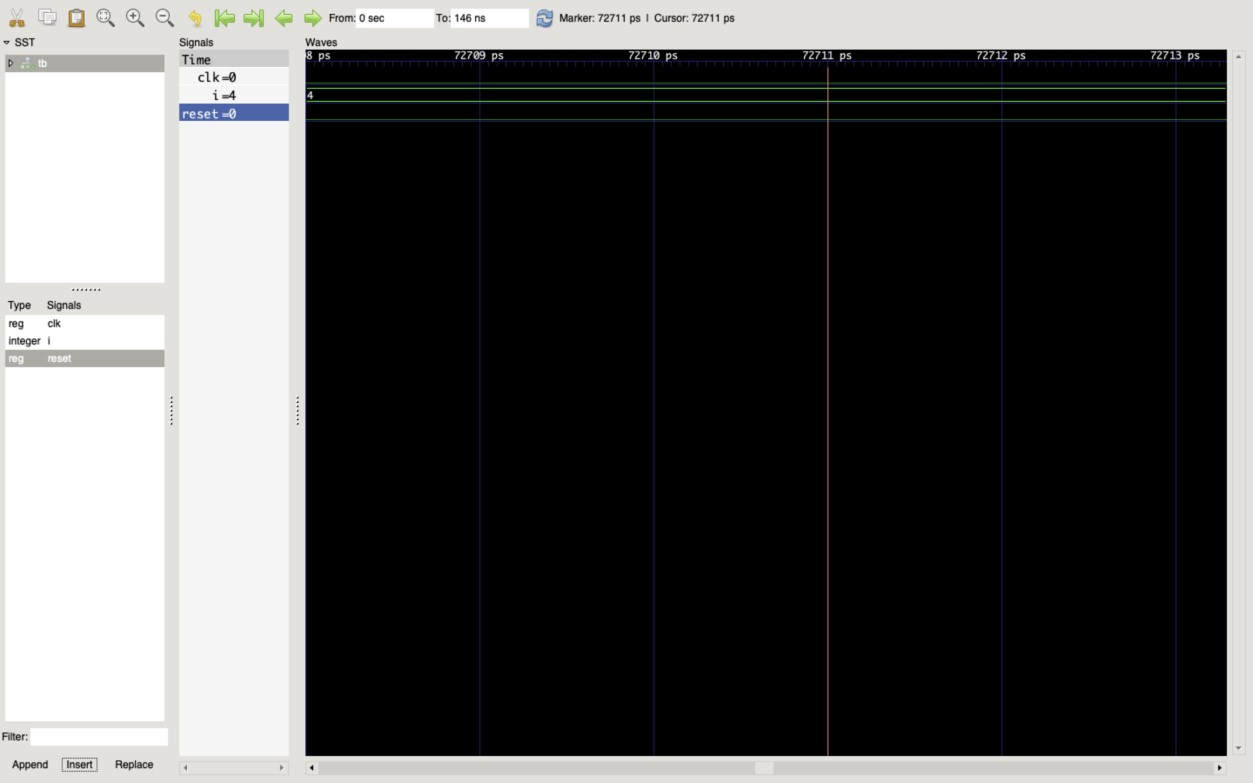 From: 0 sec To: 146 ns Marker: 72711 ps | Cursor: 72711 ps
SST
tb
Type Signals
reg clk
integer i
reg reset
Filter:
Append Insert Replace
Signals
Time
clk=0
i=4
reset=0
Waves
8 ps 72709 ps 72710 ps 72711 ps 72712 ps 72713 ps
4